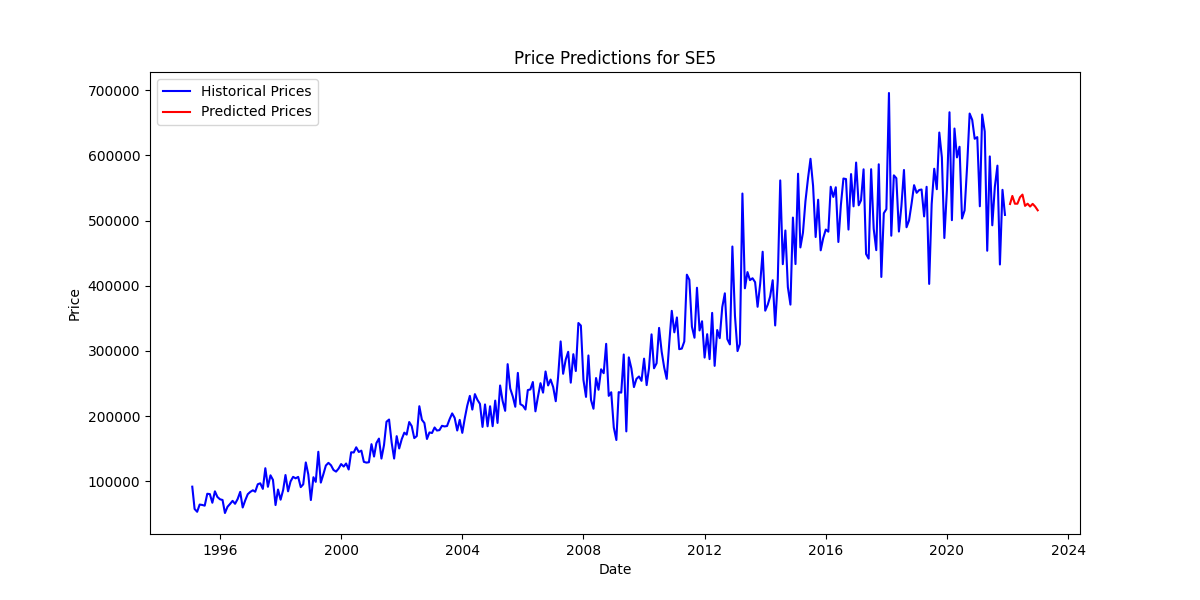 Price Predictions for SE5
Historical Prices
Predicted Prices
700000
600000
500000
400000
300000
200000
100000
Price
1996 2000 2004 2008 2012 2016 2020 2024
Date